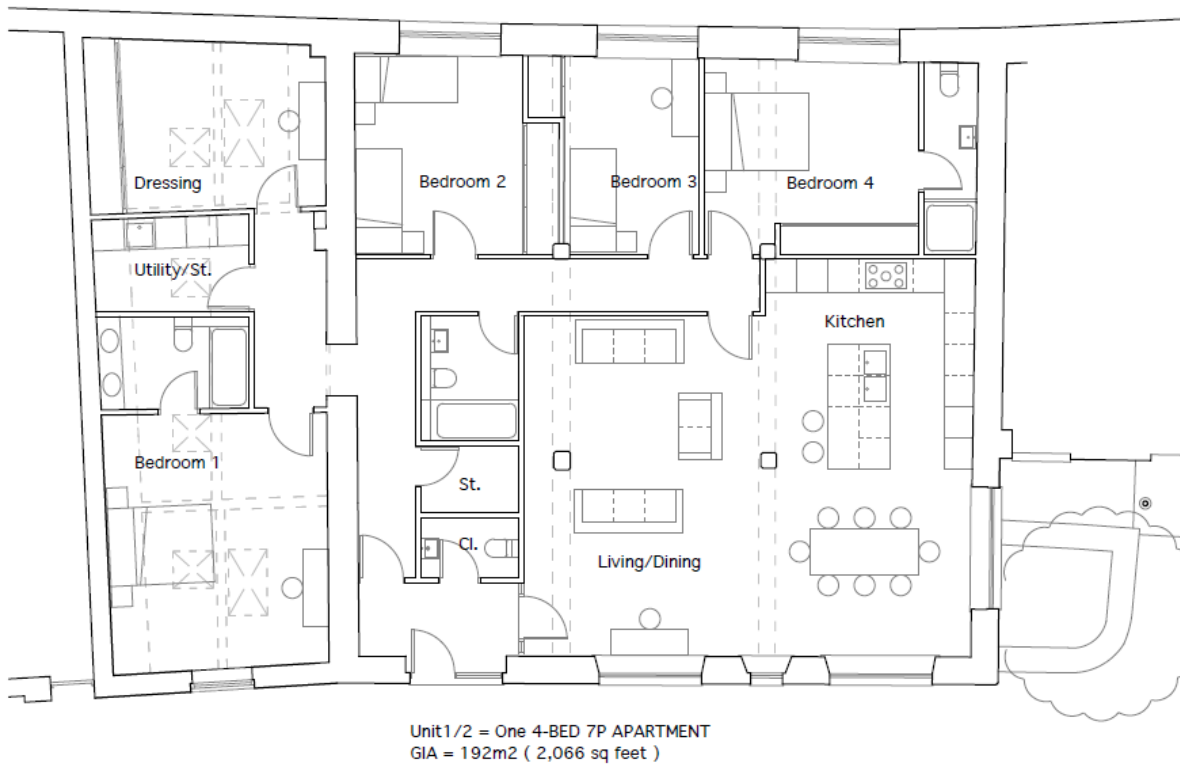 Dressing
Bedroom 2
Bedroom 3
Bedroom 4
Utility/St.
Kitchen
Bedroom 1
St.
Cl.
Living/Dining
Unit1/2 = One 4-BED 7P APARTMENT
GIA = 192m2 ( 2,066 sq feet )